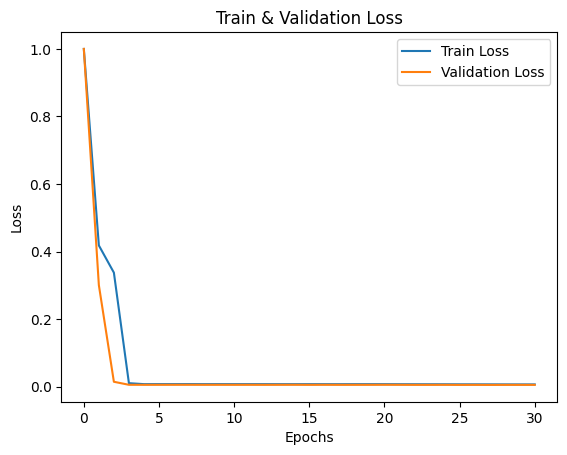 Train & Validation Loss
Train Loss
Validation Loss
Loss
1.0
0.8
0.6
0.4
0.2
0.0
0 5 10 15 20 25 30
Epochs